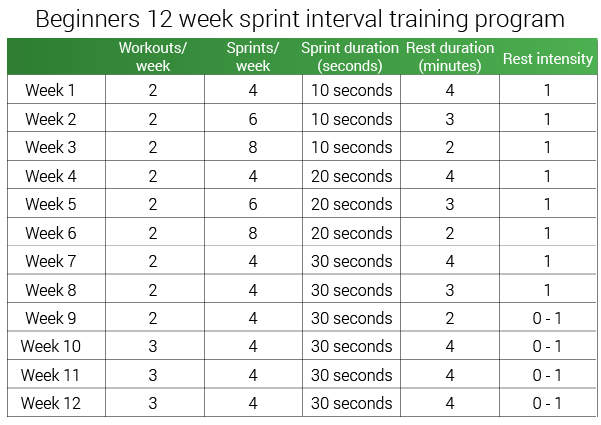 Beginners 12 week sprint interval training program
Workouts/ Sprints/ Sprint duration Rest duration Rest intensity
week week (seconds) (minutes)
Week 1 2 4 10 seconds 4 1
Week 2 2 6 10 seconds 3 1
Week 3 2 8 10 seconds 2 1
Week 4 2 4 20 seconds 4 1
Week 5 2 6 20 seconds 3 1
Week 6 2 8 20 seconds 2 1
Week 7 2 4 30 seconds 4 1
Week 8 2 4 30 seconds 3 1
Week 9 2 4 30 seconds 2 0 - 1
Week 10 3 4 30 seconds 4 0 - 1
Week 11 3 4 30 seconds 4 0 - 1
Week 12 3 4 30 seconds 4 0 - 1